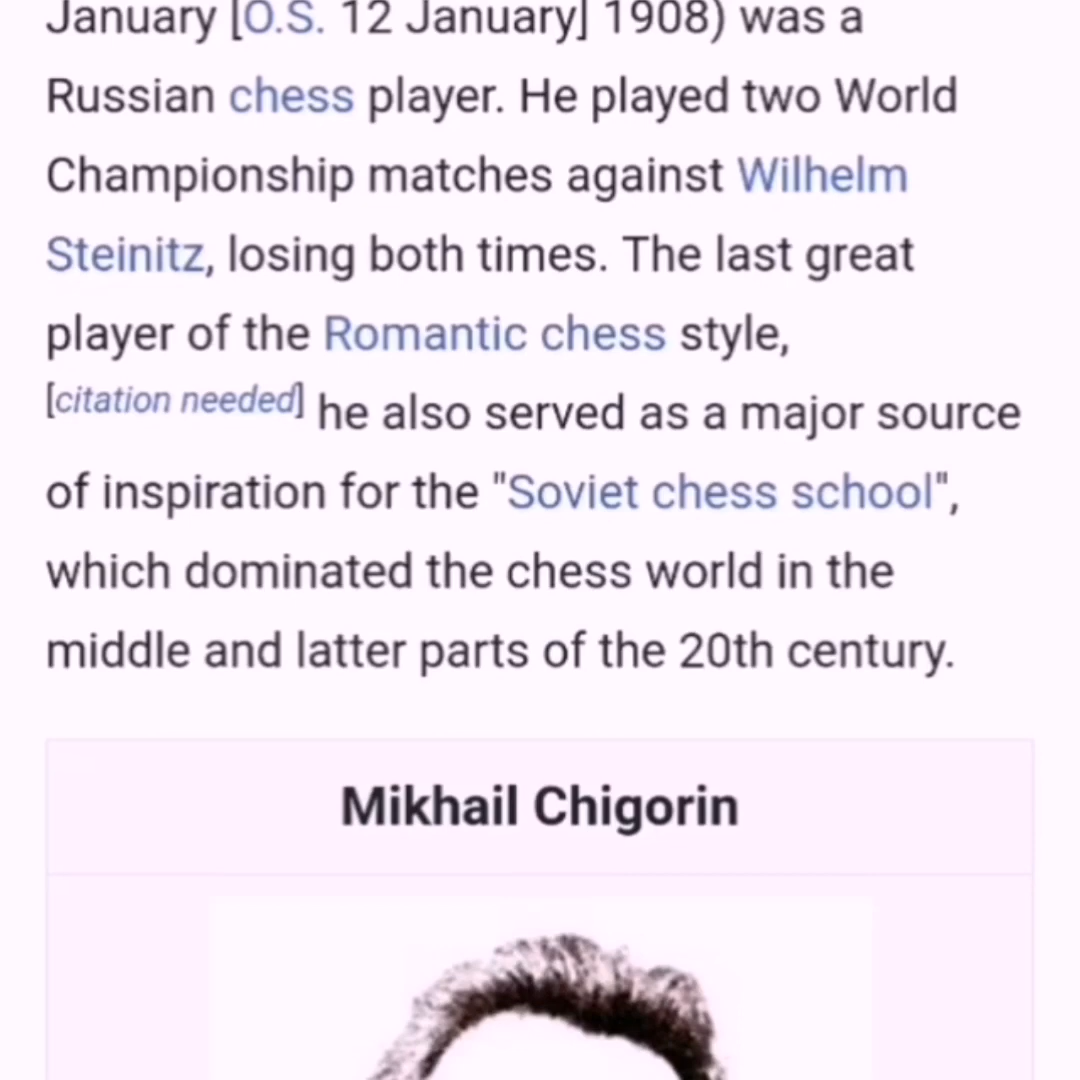 January [O.S. 12 January] 1908) was a
Russian chess player. He played two World
Championship matches against Wilhelm
Steinitz, losing both times. The last great
player of the Romantic chess style,
[citation needed] he also served as a major source
of inspiration for the "Soviet chess school",
which dominated the chess world in the
middle and latter parts of the 20th century.
Mikhail Chigorin